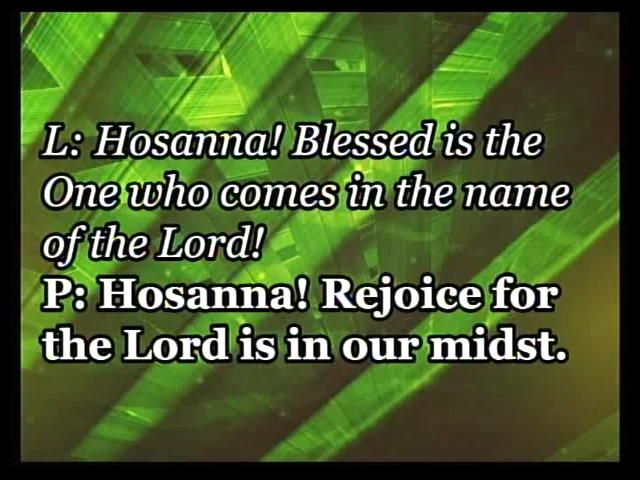 L: Hosanna! Blessed is the
One who comes in the name
of the Lord!
P: Hosanna! Rejoice for
the Lord is in our midst.